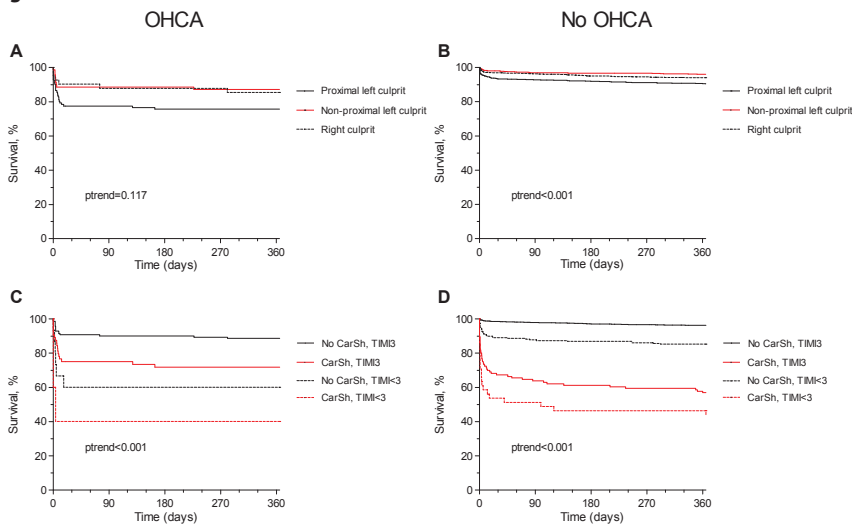 OHCA
No OHCA
A
Survival, %
100
80
60
40
20
0
ptrend=0.117
0 90 180 270 360
Time (days)
Proximal left culprit
Non-proximal left culprit
Right culprit
B
Survival, %
100
80
60
40
20
0
ptrend<0.001
0 90 180 270 360
Time (days)
Proximal left culprit
Non-proximal left culprit
Right culprit
C
Survival, %
100
80
60
40
20
0
ptrend<0.001
0 90 180 270 360
Time (days)
No CarSh, TIMI3
CarSh, TIMI3
No CarSh, TIMI<3
CarSh, TIMI<3
D
Survival, %
100
80
60
40
20
0
ptrend<0.001
0 90 180 270 360
Time (days)
No CarSh, TIMI3
CarSh, TIMI3
No CarSh, TIMI<3
CarSh, TIMI<3